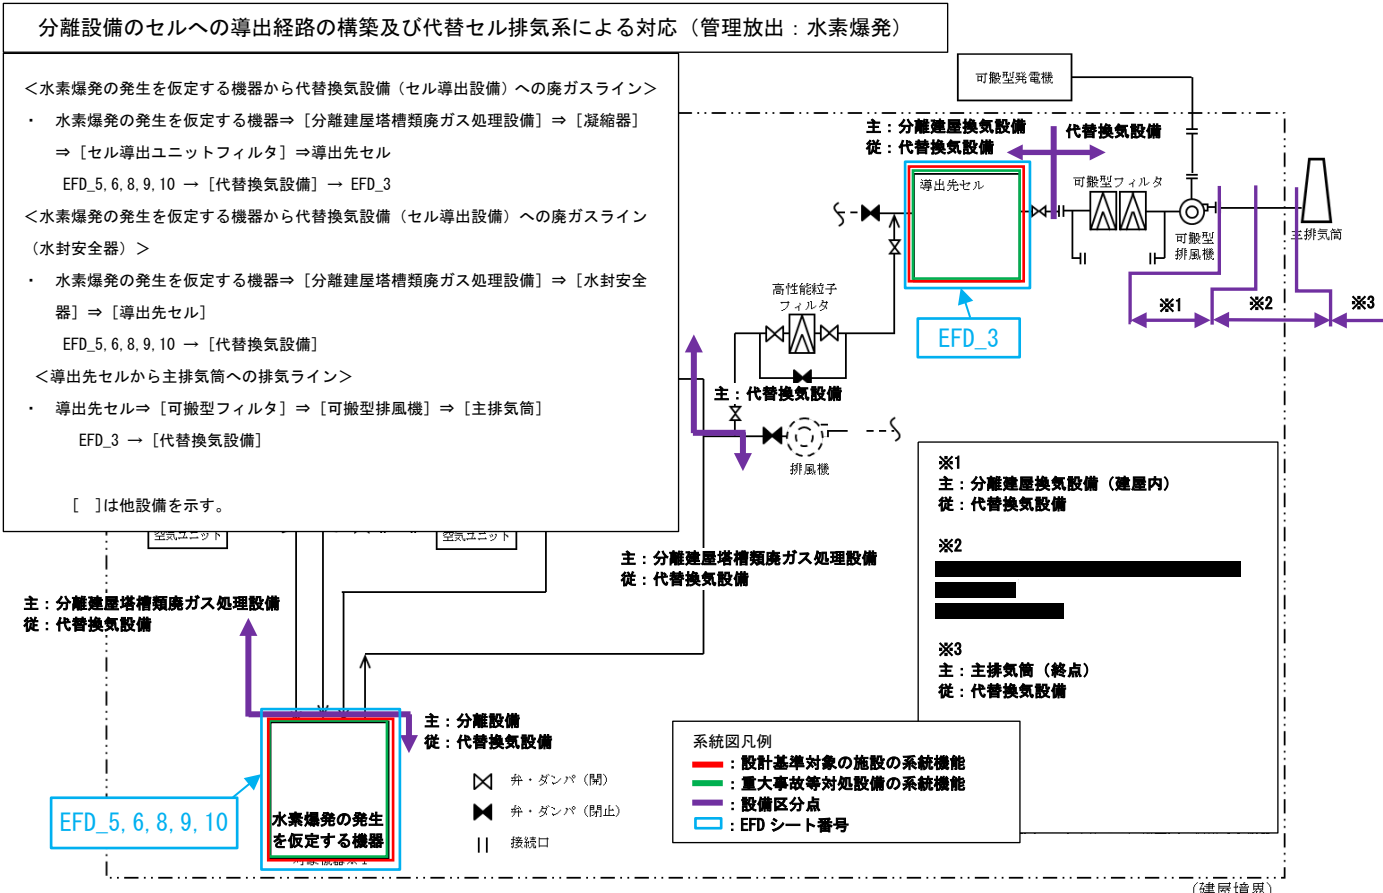 分離設備のセルへの導出経路の構築及び代替セル排気系による対応（管理放出：水素爆発）
＜水素爆発の発生を仮定する機器から代替換気設備（セル導出設備）への廃ガスライン＞
・ 水素爆発の発生を仮定する機器⇒［分離建屋塔槽類廃ガス処理設備］⇒［凝縮器］
⇒［セル導出ユニットフィルタ］⇒導出先セル
EFD_5,6,8,9,10 →［代替換気設備］→ EFD_3
＜水素爆発の発生を仮定する機器から代替換気設備（セル導出設備）への廃ガスライン
（水封安全器）＞
・ 水素爆発の発生を仮定する機器⇒［分離建屋塔槽類廃ガス処理設備］⇒［水封安全
器］⇒［導出先セル］
EFD_5,6,8,9,10 →［代替換気設備］
＜導出先セルから主排気筒への排気ライン＞
・ 導出先セル⇒［可搬型フィルタ］⇒［可搬型排風機］⇒［主排気筒］
EFD_3 →［代替換気設備］
［ ］は他設備を示す。
可搬型発電機
主：分離建屋換気設備
従：代替換気設備
代替換気設備
導出先セル
可搬型フィルタ
可搬型
排風機
主排気筒
※1
※2
※3
EFD_3
高性能粒子
フィルタ
主：代替換気設備
排風機
※1
主：分離建屋換気設備（建屋内）
従：代替換気設備
※2
※3
主：主排気筒（終点）
従：代替換気設備
空気ユニット
空気ユニット
主：分離建屋塔槽類廃ガス処理設備
従：代替換気設備
主：分離建屋塔槽類廃ガス処理設備
従：代替換気設備
主：分離設備
従：代替換気設備
EFD_5,6,8,9,10
水素爆発の発生
を仮定する機器
弁・ダンパ（開）
弁・ダンパ（閉止）
接続口
系統図凡例
：設計基準対象の施設の系統機能
：重大事故等対処設備の系統機能
：設備区分点
：EFD シート番号
（建屋境界）